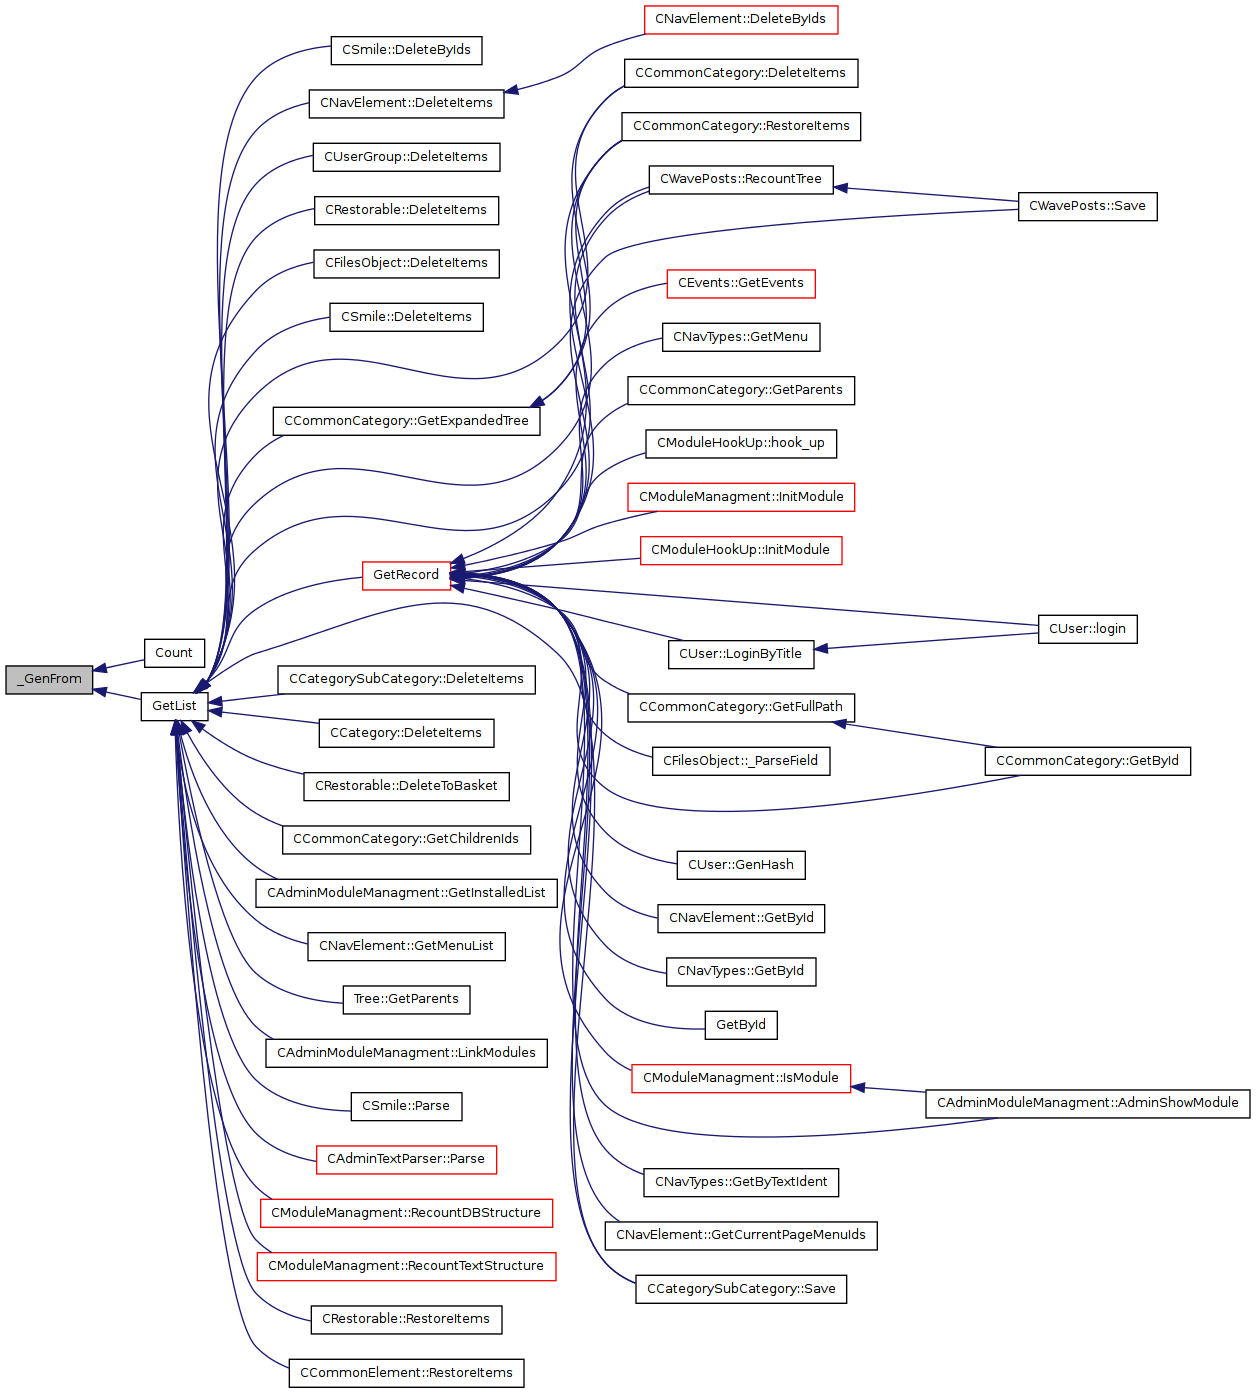 _GenFrom
Count
GetList
CSmile::DeleteByIds
CNavElement::DeleteItems
CUserGroup::DeleteItems
CRestorable::DeleteItems
CFilesObject::DeleteItems
CSmile::DeleteItems
CCommonCategory::GetExpandedTree
GetRecord
CCategorySubCategory::DeleteItems
CCategory::DeleteItems
CRestorable::DeleteToBasket
CCommonCategory::GetChildrenIds
CAdminModuleManagment::GetInstalledList
CNavElement::GetMenuList
Tree::GetParents
CAdminModuleManagment::LinkModules
CSmile::Parse
CAdminTextParser::Parse
CModuleManagment::RecountDBStructure
CModuleManagment::RecountTextStructure
CRestorable::RestoreItems
CCommonElement::RestoreItems
CNavElement::DeleteByIds
CCommonCategory::DeleteItems
CCommonCategory::RestoreItems
CWavePosts::RecountTree
CEvents::GetEvents
CNavTypes::GetMenu
CCommonCategory::GetParents
CModuleHookUp::hook_up
CModuleManagment::InitModule
CModuleHookUp::InitModule
CUser::LoginByTitle
CCommonCategory::GetFullPath
CFilesObject::_ParseField
CUser::GenHash
CNavElement::GetById
CNavTypes::GetById
GetById
CModuleManagment::IsModule
CNavTypes::GetByTextIdent
CNavElement::GetCurrentPageMenuIds
CCategorySubCategory::Save
CWavePosts::Save
CUser::login
CCommonCategory::GetById
CAdminModuleManagment::AdminShowModule